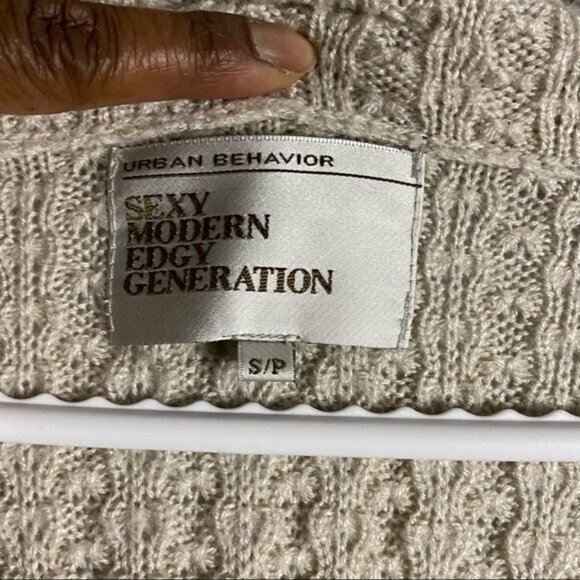 URBAN BEHAVIOR
SEXY
MODERN
EDGY
GENERATION
S/P